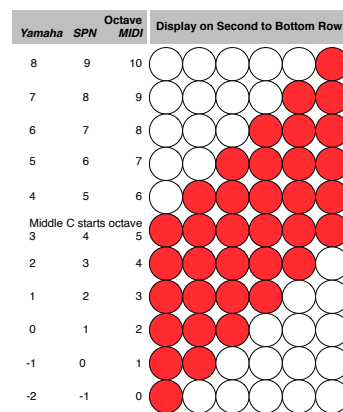 Octave Display on Second to Bottom Row
Yamaha SPN MIDI
8 9 10
7 8 9
6 7 8
5 6 7
4 5 6
Middle C starts octave
3 4 5
2 3 4
1 2 3
0 1 2
-1 0 1
-2 -1 0